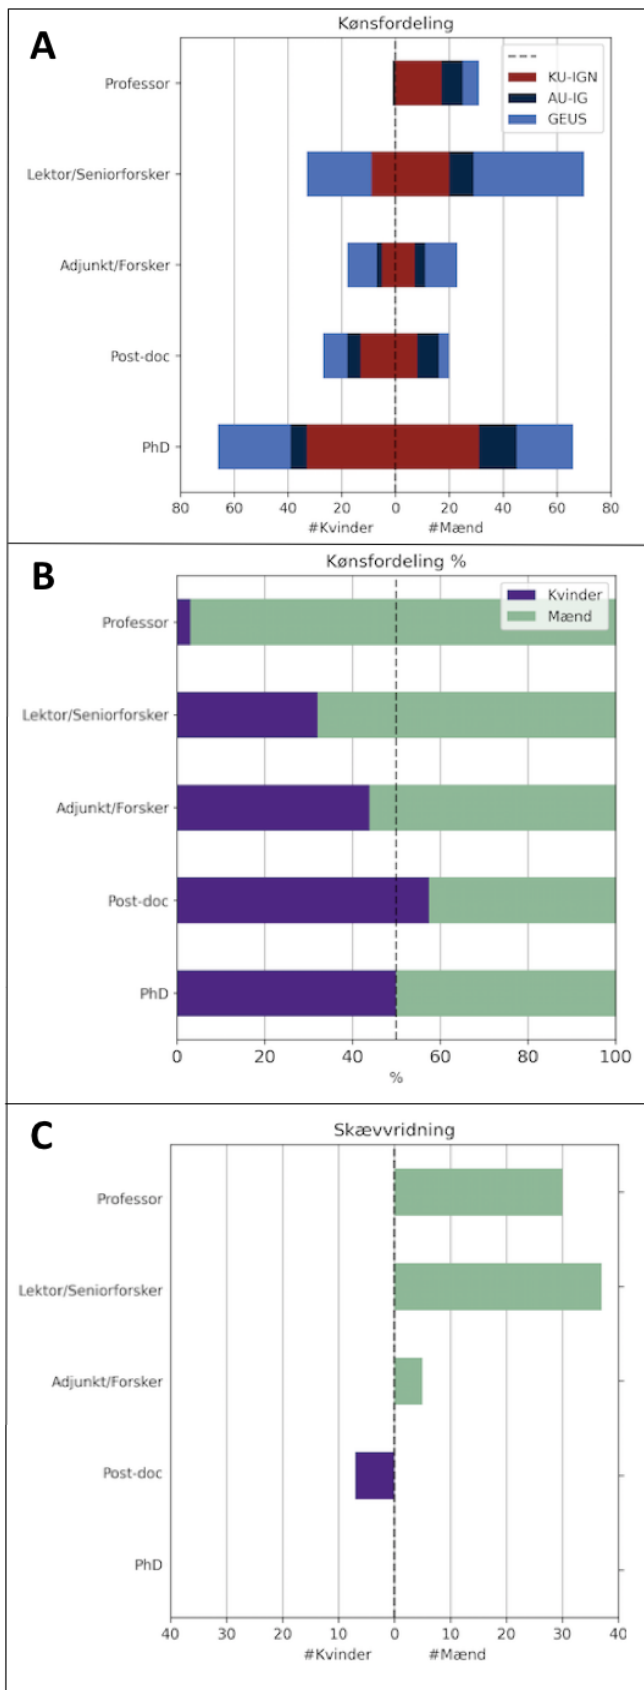 A
Kønsfordeling
KU-IGN
AU-IG
GEUS
Professor
Lektor/Seniorforsker
Adjunkt/Forsker
Post-doc
PhD
80 60 40 20 0 20 40 60 80
#Kvinder #Mænd
B
Kønsfordeling %
Kvinder
Mænd
Professor
Lektor/Seniorforsker
Adjunkt/Forsker
Post-doc
PhD
0 20 40 60 80 100
%
C
Skævvridning
Professor
Lektor/Seniorforsker
Adjunkt/Forsker
Post-doc
PhD
40 30 20 10 0 10 20 30 40
#Kvinder #Mænd